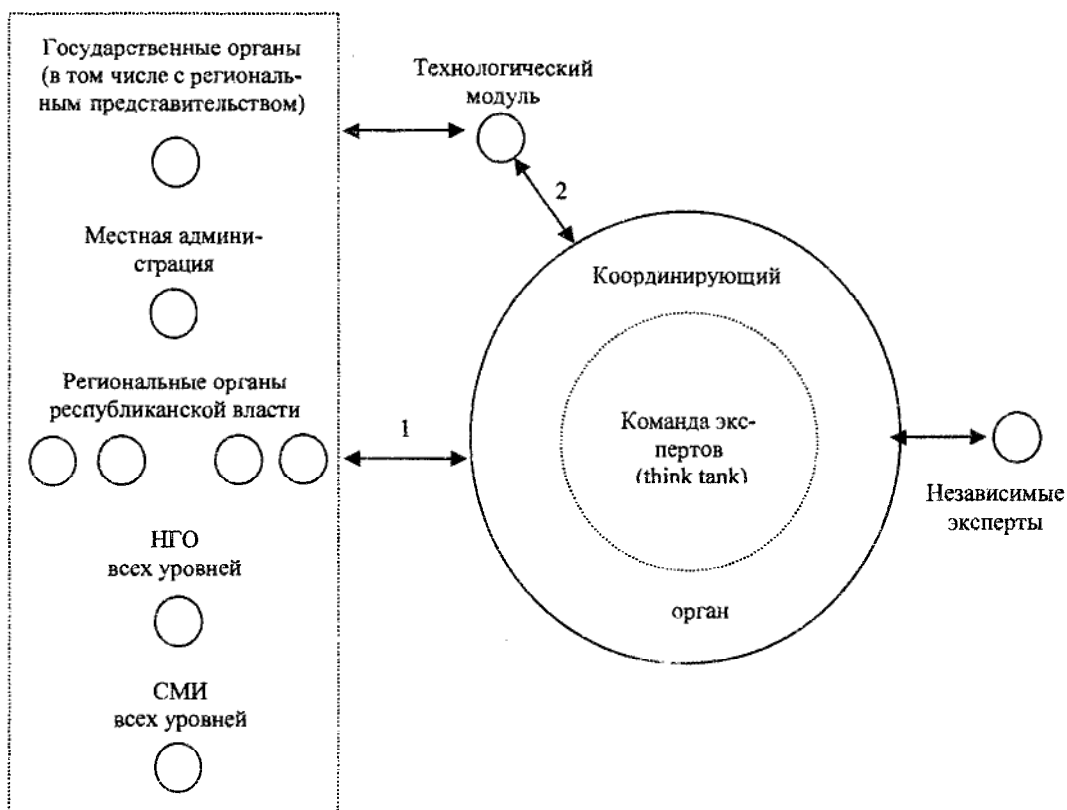 Государственные органы
(в том числе с региональ-
ным представительством)
Местная админи-
страция
Региональные органы
республиканской власти
НГО
всех уровней
СМИ
всех уровней
Технологический
модуль
2
1
Координирующий
Команда экс-
пертов
(think tank)
орган
Независимые
эксперты